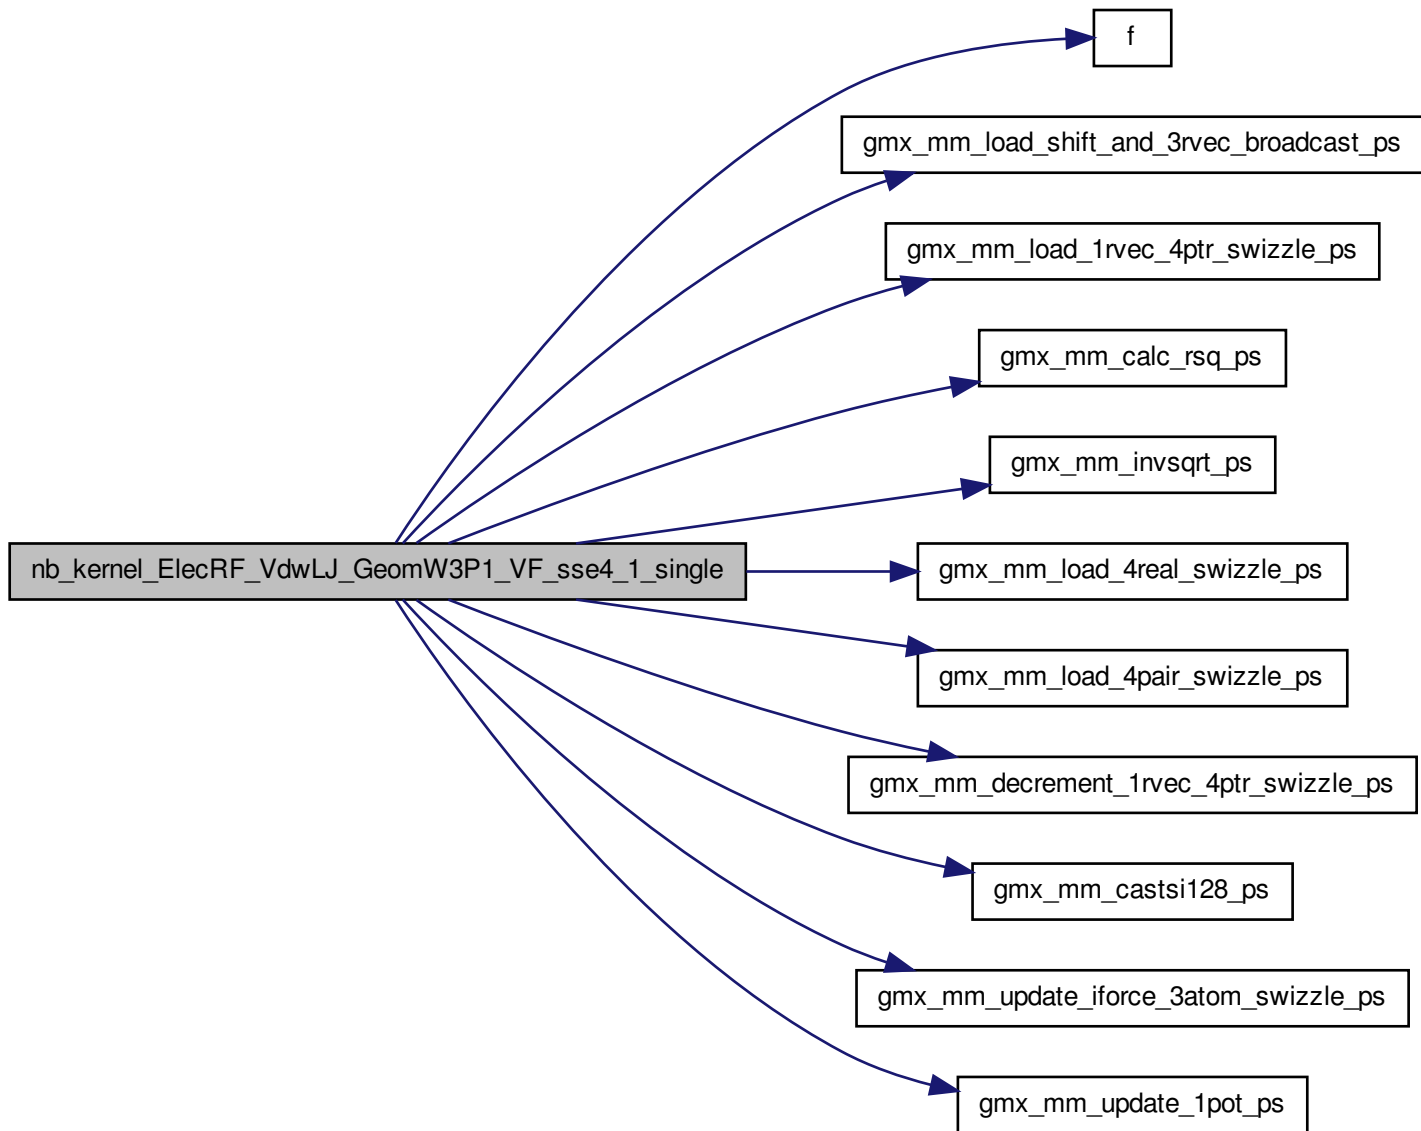 f
gmx_mm_load_shift_and_3rvec_broadcast_ps
gmx_mm_load_1rvec_4ptr_swizzle_ps
gmx_mm_calc_rsq_ps
gmx_mm_invsqrt_ps
nb_kernel_ElecRF_VdwLJ_GeomW3P1_VF_sse4_1_single
gmx_mm_load_4real_swizzle_ps
gmx_mm_load_4pair_swizzle_ps
gmx_mm_decrement_1rvec_4ptr_swizzle_ps
gmx_mm_castsi128_ps
gmx_mm_update_iforce_3atom_swizzle_ps
gmx_mm_update_1pot_ps